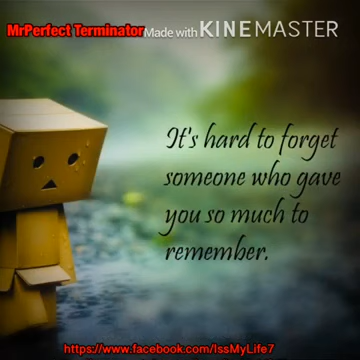 MrPerfect Terminator Made with KINEMASTER
It's hard to forget
someone who gave
you so much to
remember.
https://www.facebook.com/IssMyLife7